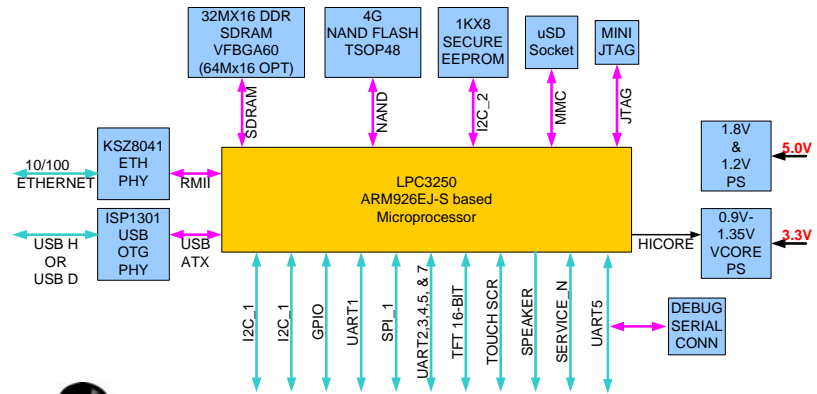 32MX16 DDR
SDRAM
VFBGA60
(64Mx16 OPT)
4G
NAND FLASH
TSOP48
1KX8
SECURE
EEPROM
uSD
Socket
MINI
JTAG
SDRAM
NAND
I2C_2
MMC
JTAG
KSZ8041
ETH
PHY
10/100
ETHERNET
RMII
LPC3250
ARM926EJ-S based
Microprocessor
1.8V
&
1.2V
PS
5.0V
ISP1301
USB
OTG
PHY
USB H
OR
USB D
USB
ATX
HICORE
0.9V-
1.35V
VCORE
PS
3.3V
I2C_1
I2C_1
GPIO
UART1
SPI_1
UART2,3,4,5, & 7
TFT 16-BIT
TOUCH SCR
SPEAKER
SERVICE_N
UART5
DEBUG
SERIAL
CONN